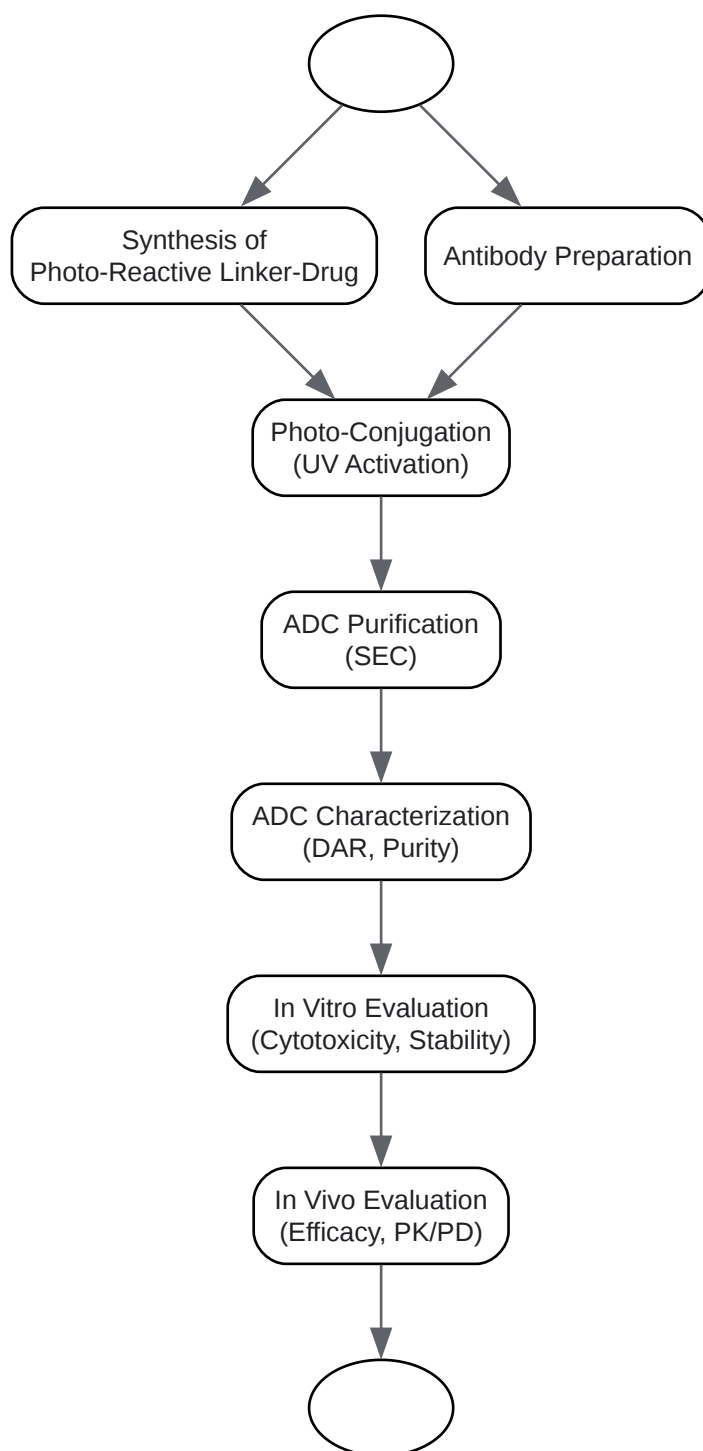 Synthesis of
Photo-Reactive Linker-Drug
Antibody Preparation
Photo-Conjugation
(UV Activation)
ADC Purification
(SEC)
ADC Characterization
(DAR, Purity)
In Vitro Evaluation
(Cytotoxicity, Stability)
In Vivo Evaluation
(Efficacy, PK/PD)